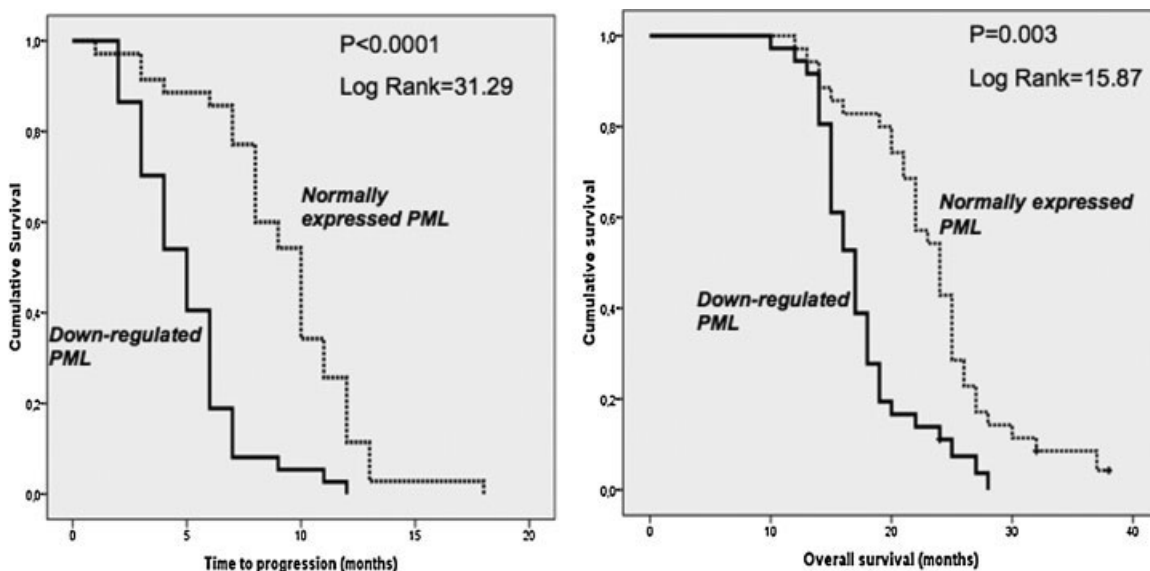 P<0.0001
Log Rank=31.29
Normally
expressed PML
Down-regulated
PML
Cumulative Survival
1,0
0,8
0,6
0,4
0,2
0,0
0
5
10
15
20
Time to progression (months)
P=0.003
Log Rank=15.87
Normally expressed
PML
Down-regulated
PML
Cumulative survival
1,0
0,8
0,6
0,4
0,2
0,0
0
10
20
30
40
Overall survival (months)